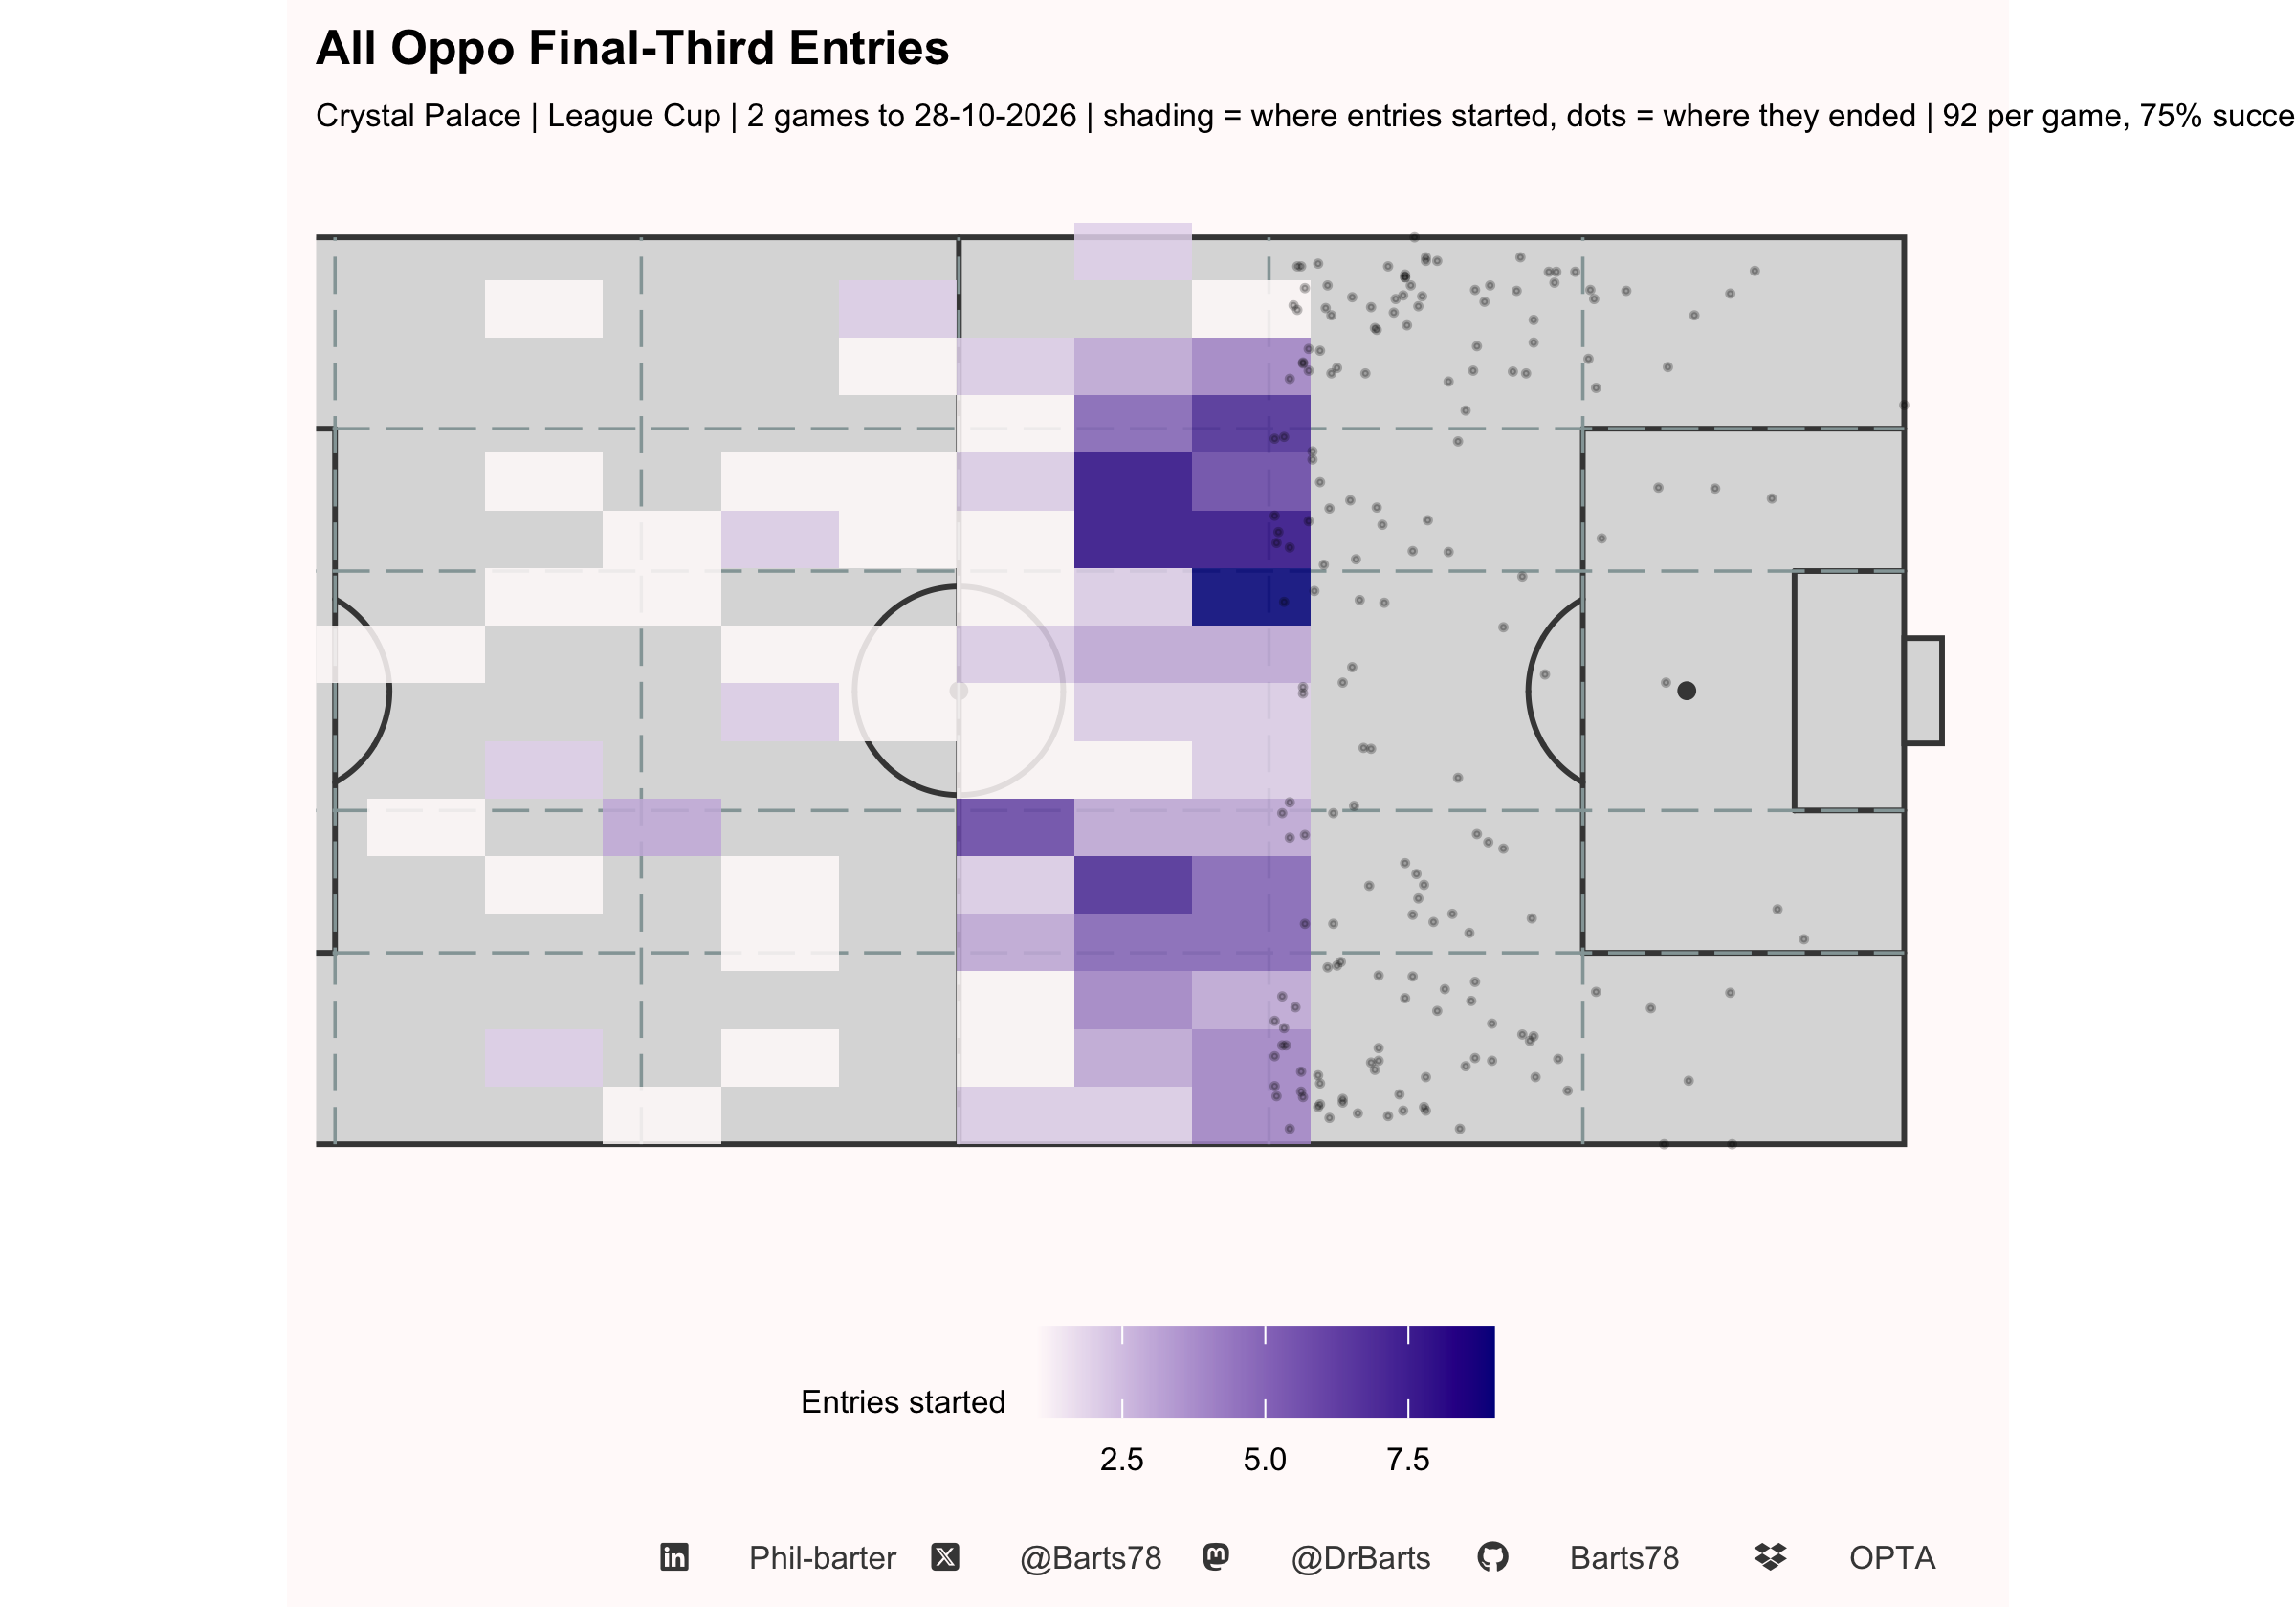 All Oppo Final-Third Entries
Crystal Palace | League Cup | 2 games to 28-10-2026 | shading = where entries started, dots = where they ended | 92 per game, 75% succe
Entries started
2.5 5.0 7.5
Phil-barter @Barts78 @DrBarts Barts78 OPTA